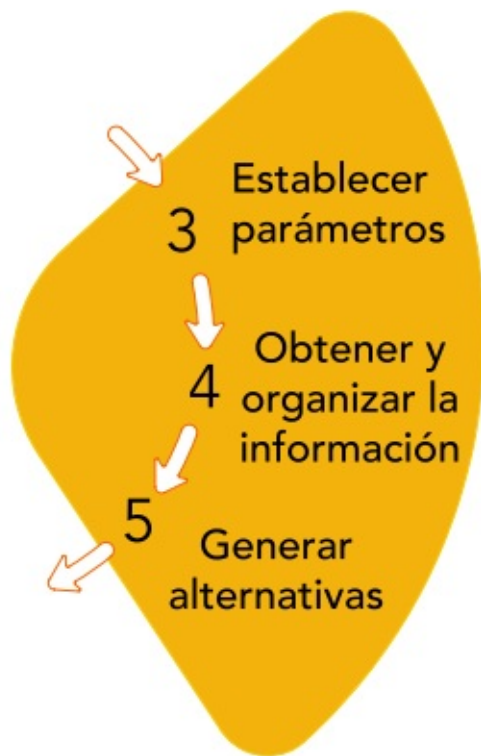 Establecer
3 parámetros
Obtener y
4 organizar la
información
5
Generar
alternativas